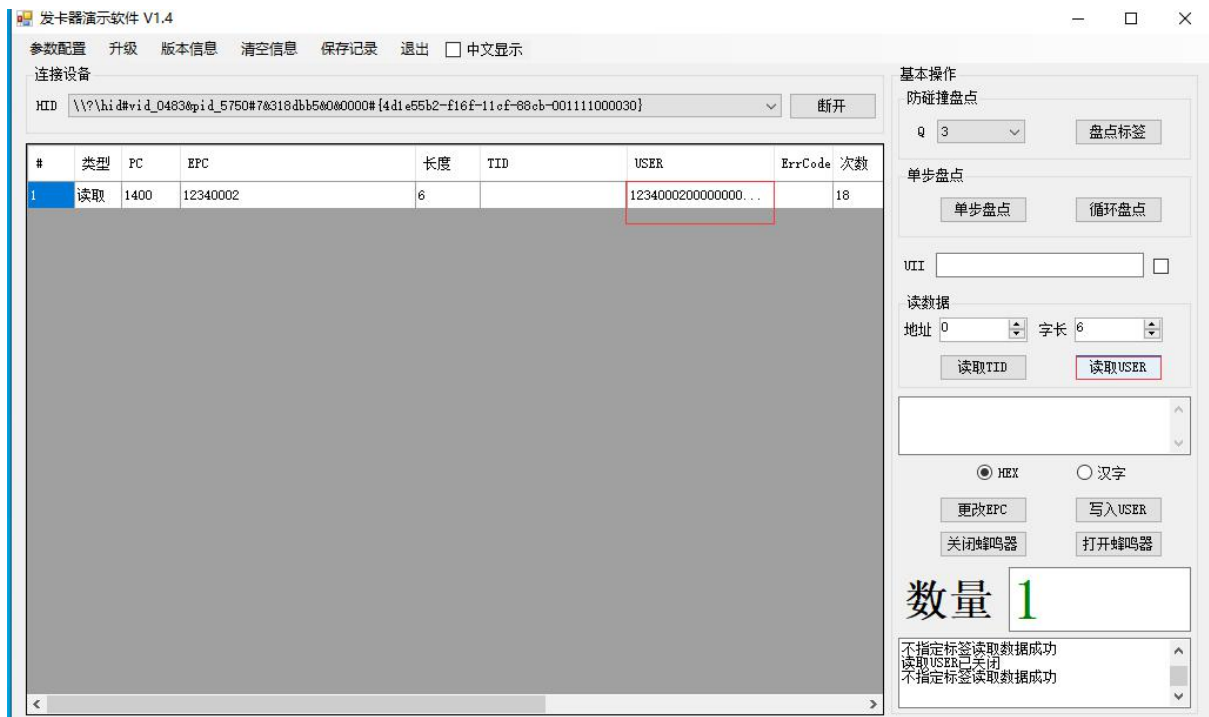 发卡器演示软件 V1.4
参数配置 升级 版本信息 清空信息 保存记录 退出 中文显示
连接设备
HID \\?\hid#vid_0483&pid_5750#7&318dbb5&0&0000#{4d1e55b2-f16f-11cf-88cb-001111000030} 断开
# 类型 PC EPC 长度 TID USER ErrCode 次数
1 读取 1400 12340002 6 1234000200000000... 18
基本操作
防碰撞盘点
Q 3 盘点标签
单步盘点
单步盘点 循环盘点
UII
读数据
地址 0 字长 6
读取TID 读取USER
HEX 汉字
更改EPC 写入USER
关闭蜂鸣器 打开蜂鸣器
数量 1
不指定标签读取数据成功
读取USER已关闭
不指定标签读取数据成功